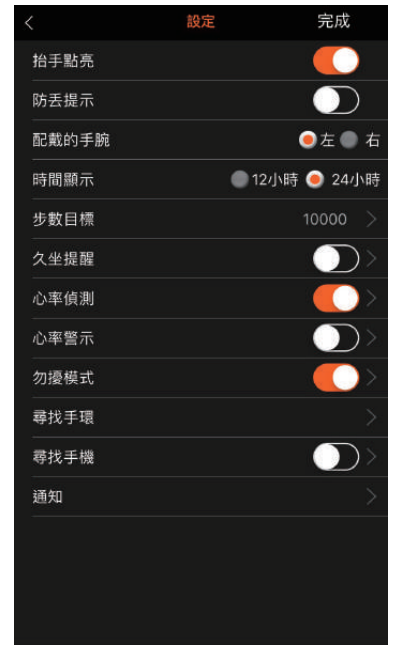 設定 完成
抬手點亮
防丟提示
配戴的手腕 左 右
時間顯示 12小時 24小時
步數目標 10000
久坐提醒
心率偵測
心率警示
勿擾模式
尋找手環
尋找手機
通知